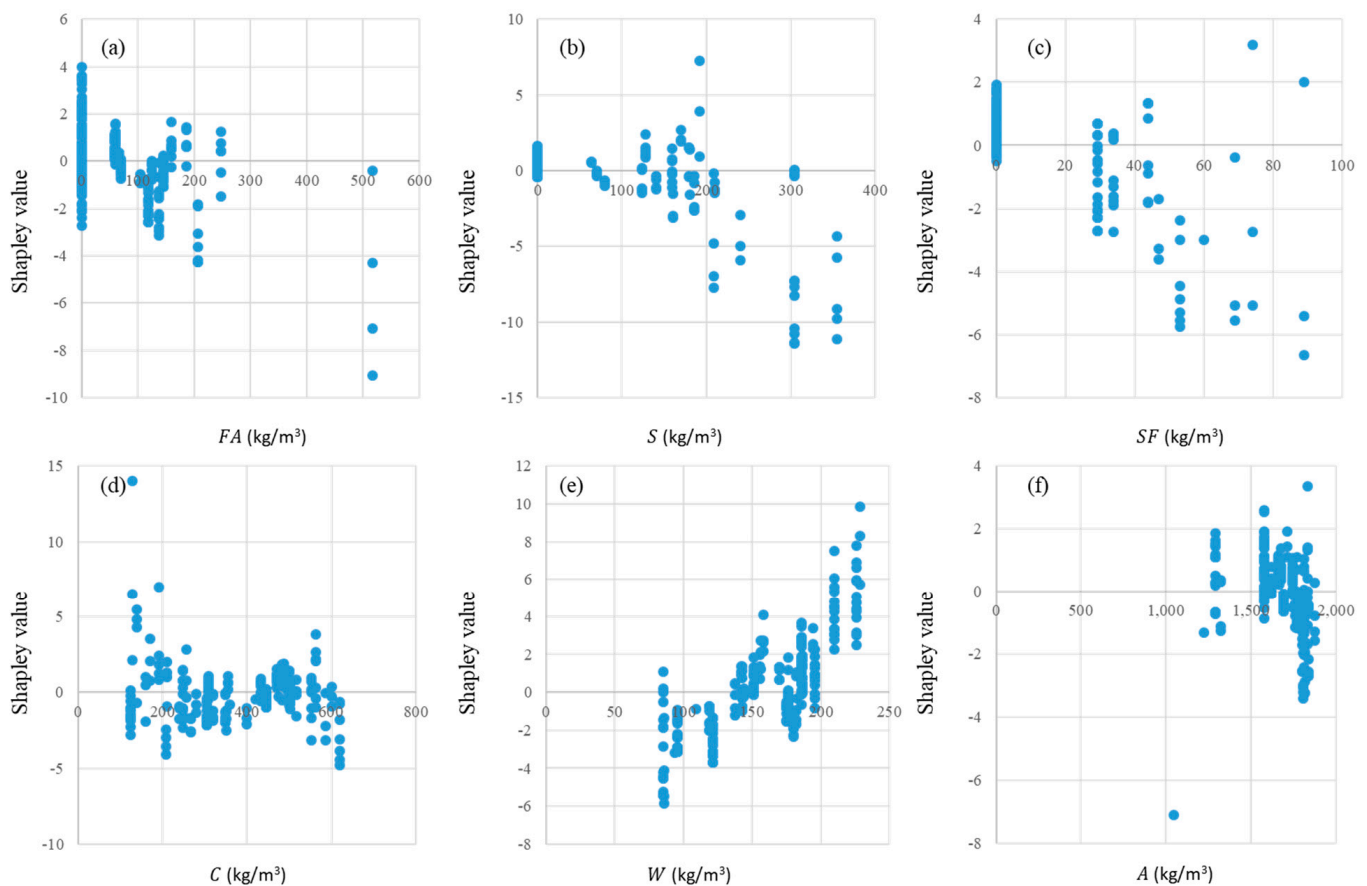 (a)
Shapley value
6
4
2
0
-2
-4
-6
-8
-10
0 100 200 300 400 500 600
FA (kg/m³)
(b)
Shapley value
10
5
0
-5
-10
-15
0 100 200 300 400
S (kg/m³)
(c)
Shapley value
4
2
0
-2
-4
-6
-8
0 20 40 60 80 100
SF (kg/m³)
(d)
Shapley value
15
10
5
0
-5
-10
0 200 400 600 800
C (kg/m³)
(e)
Shapley value
12
10
8
6
4
2
0
-2
-4
-6
-8
0 50 100 150 200 250
W (kg/m³)
(f)
Shapley value
4
2
0
-2
-4
-6
-8
0 500 1,000 1,500 2,000
A (kg/m³)